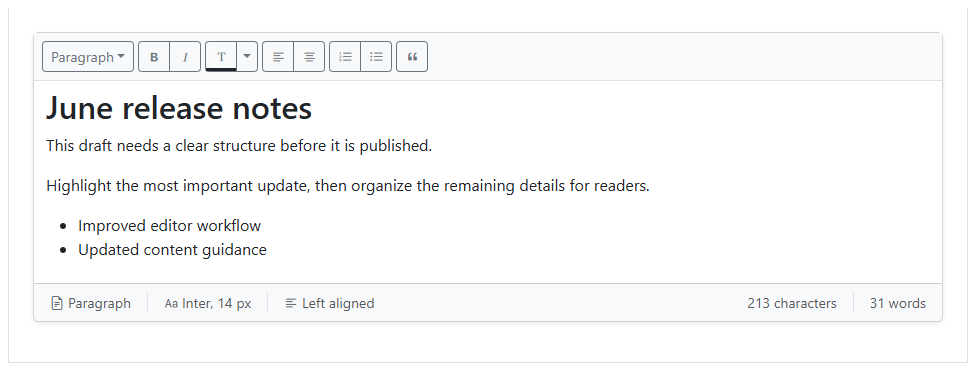 Paragraph B I T
June release notes
This draft needs a clear structure before it is published.
Highlight the most important update, then organize the remaining details for readers.
• Improved editor workflow
• Updated content guidance
Paragraph Aa Inter, 14 px Left aligned 213 characters 31 words